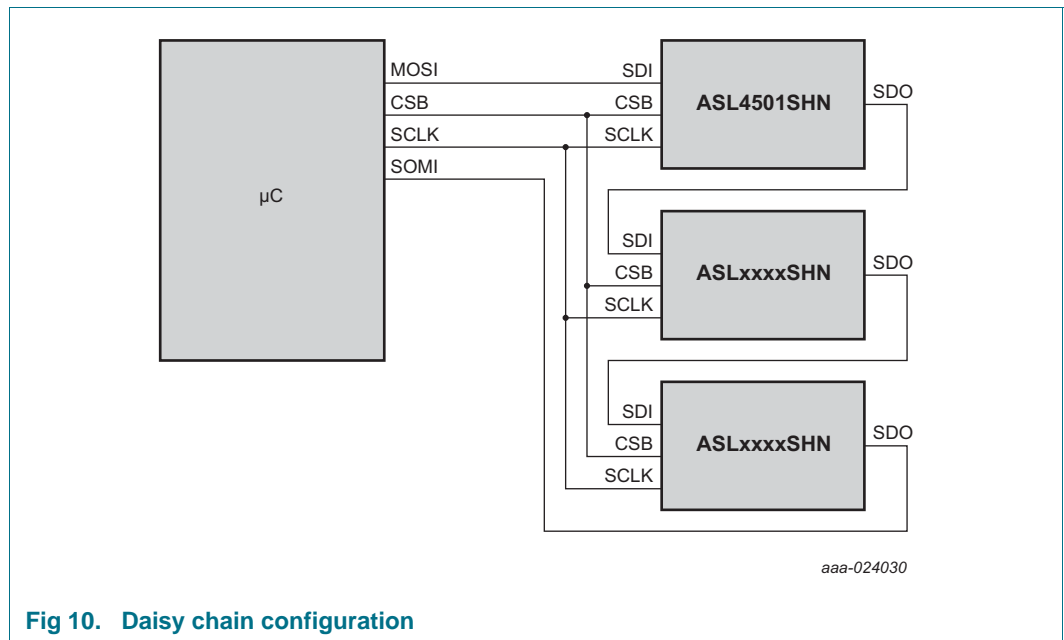 MOSI
CSB
SCLK
SOMI
µC
SDI
CSB
SCLK
ASL4501SHN
SDO
SDI
CSB
SCLK
ASLxxxxSHN
SDO
SDI
CSB
SCLK
ASLxxxxSHN
SDO
aaa-024030
Fig 10. Daisy chain configuration